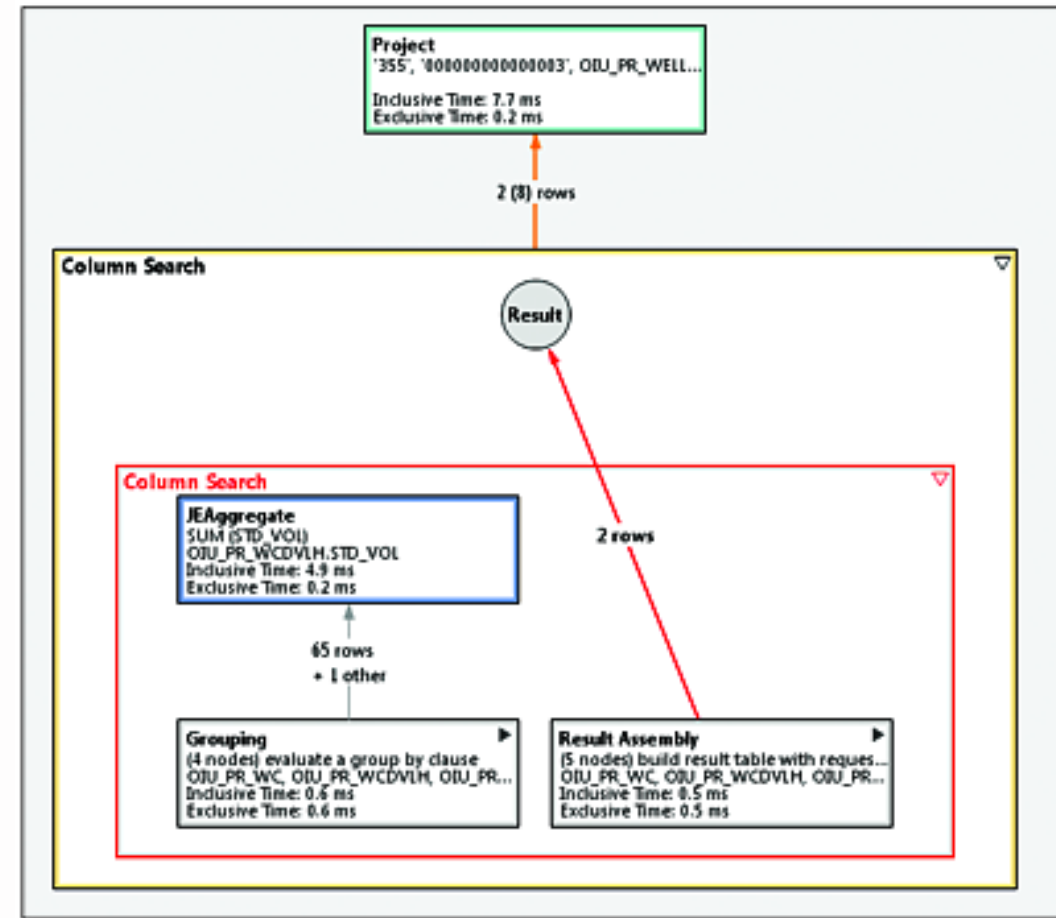 Project
'355', '000000000000003', OIU_PR_WELL...
Inclusive Time: 7.7 ms
Exclusive Time: 0.2 ms
2 (8) rows
Column Search
Result
Column Search
JEAggregate
SUM (STD_VOL)
OIU_PR_WCDVLH.STD_VOL
Inclusive Time: 4.9 ms
Exclusive Time: 0.2 ms
2 rows
65 rows
+ 1 other
Grouping
(4 nodes) evaluate a group by clause
OIU_PR_WC, OIU_PR_WCDVLH, OIU_PR...
Inclusive Time: 0.6 ms
Exclusive Time: 0.6 ms
Result Assembly
(5 nodes) build result table with reques...
OIU_PR_WC, OIU_PR_WCDVLH, OIU_PR...
Inclusive Time: 0.5 ms
Exclusive Time: 0.5 ms